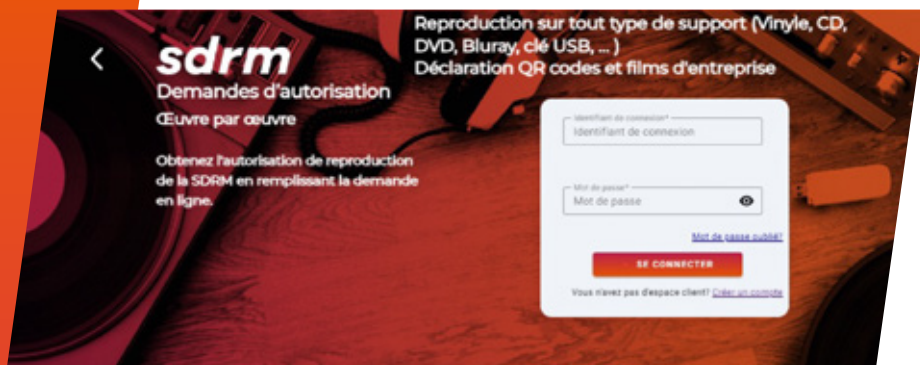 sdrm
Demandes d'autorisation
Œuvre par œuvre
Obtenez l'autorisation de reproduction
de la SDRM en remplissant la demande
en ligne.
Reproduction sur tout type de support (Vinyle, CD,
DVD, Bluray, clé USB, ... )
Déclaration QR codes et films d'entreprise
Identifiant de connexion*
Identifiant de connexion
Mot de passe*
Mot de passe
Mot de passe oublié?
SE CONNECTER
Vous n'avez pas d'espace client? Créer un compte